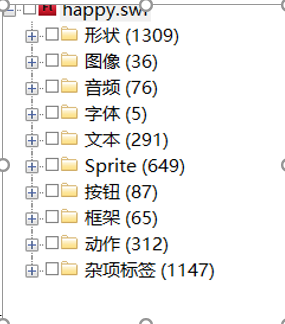 happy.swf
形状 (1309)
图像 (36)
音频 (76)
字体 (5)
文本 (291)
Sprite (649)
按钮 (87)
框架 (65)
动作 (312)
杂项标签 (1147)